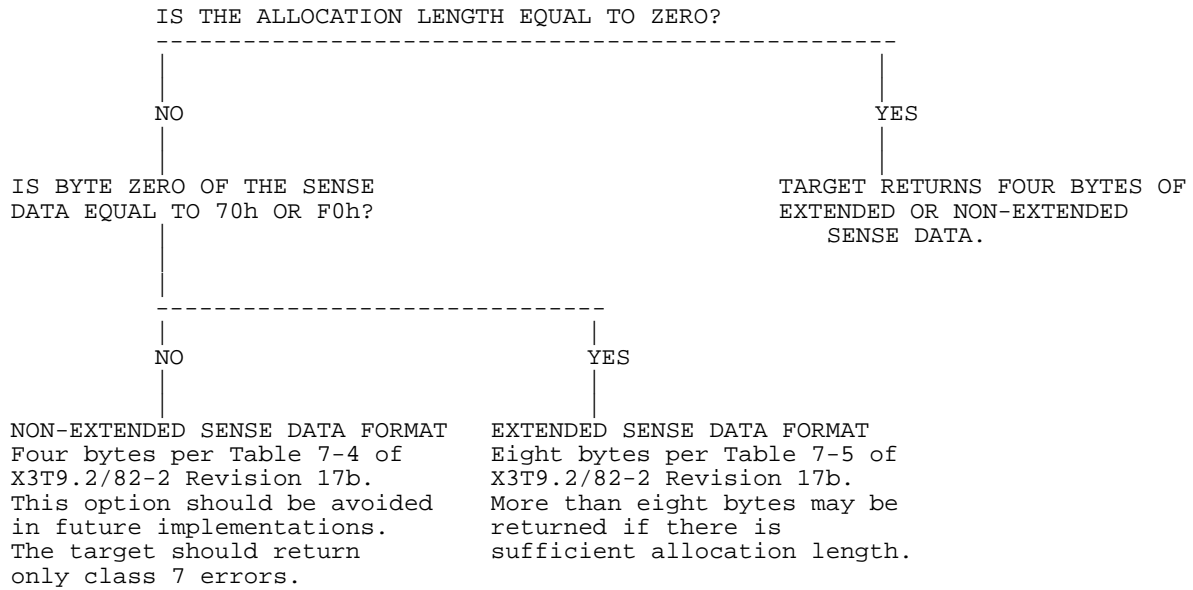 IS THE ALLOCATION LENGTH EQUAL TO ZERO?
NO
YES
IS BYTE ZERO OF THE SENSE
DATA EQUAL TO 70h OR F0h?
TARGET RETURNS FOUR BYTES OF
EXTENDED OR NON-EXTENDED
SENSE DATA.
NO
YES
NON-EXTENDED SENSE DATA FORMAT
Four bytes per Table 7-4 of
X3T9.2/82-2 Revision 17b.
This option should be avoided
in future implementations.
The target should return
only class 7 errors.
EXTENDED SENSE DATA FORMAT
Eight bytes per Table 7-5 of
X3T9.2/82-2 Revision 17b.
More than eight bytes may be
returned if there is
sufficient allocation length.